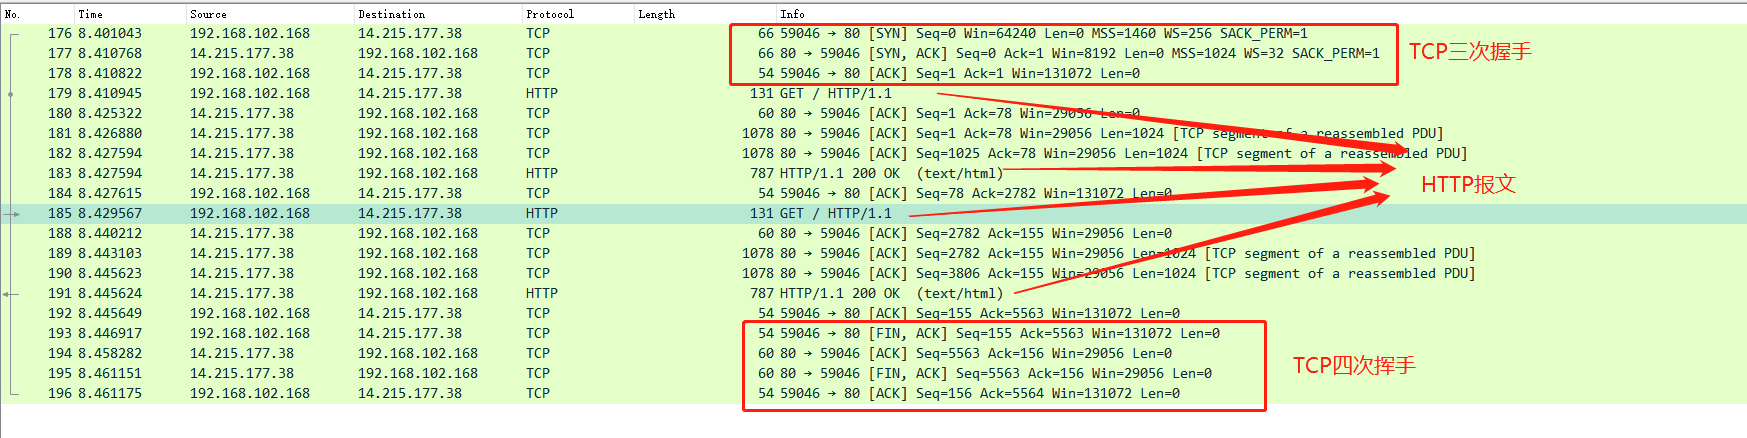 No. Time Source Destination Protocol Length Info
176 8.401043 192.168.102.168 14.215.177.38 TCP 66 59046 → 80 [SYN] Seq=0 Win=64240 Len=0 MSS=1460 WS=256 SACK_PERM=1
177 8.410768 14.215.177.38 192.168.102.168 TCP 66 80 → 59046 [SYN, ACK] Seq=0 Ack=1 Win=8192 Len=0 MSS=1024 WS=32 SACK_PERM=1
TCP三次握手
178 8.410822 192.168.102.168 14.215.177.38 TCP 54 59046 → 80 [ACK] Seq=1 Ack=1 Win=131072 Len=0
179 8.410945 192.168.102.168 14.215.177.38 HTTP 131 GET / HTTP/1.1
180 8.425322 14.215.177.38 192.168.102.168 TCP 60 80 → 59046 [ACK] Seq=1 Ack=78 Win=29056 Len=0
181 8.426880 14.215.177.38 192.168.102.168 TCP 1078 80 → 59046 [ACK] Seq=1 Ack=78 Win=29056 Len=1024 [TCP segment of a reassembled PDU]
182 8.427594 14.215.177.38 192.168.102.168 TCP 1078 80 → 59046 [ACK] Seq=1025 Ack=78 Win=29056 Len=1024 [TCP segment of a reassembled PDU]
183 8.427594 14.215.177.38 192.168.102.168 HTTP 787 HTTP/1.1 200 OK (text/html)
HTTP报文
184 8.427615 192.168.102.168 14.215.177.38 TCP 54 59046 → 80 [ACK] Seq=78 Ack=2782 Win=131072 Len=0
185 8.429567 192.168.102.168 14.215.177.38 HTTP 131 GET / HTTP/1.1
188 8.440212 14.215.177.38 192.168.102.168 TCP 60 80 → 59046 [ACK] Seq=2782 Ack=155 Win=29056 Len=0
189 8.443103 14.215.177.38 192.168.102.168 TCP 1078 80 → 59046 [ACK] Seq=2782 Ack=155 Win=29056 Len=1024 [TCP segment of a reassembled PDU]
190 8.445623 14.215.177.38 192.168.102.168 TCP 1078 80 → 59046 [ACK] Seq=3806 Ack=155 Win=29056 Len=1024 [TCP segment of a reassembled PDU]
191 8.445624 14.215.177.38 192.168.102.168 HTTP 787 HTTP/1.1 200 OK (text/html)
192 8.445649 192.168.102.168 14.215.177.38 TCP 54 59046 → 80 [ACK] Seq=155 Ack=5563 Win=131072 Len=0
193 8.446917 192.168.102.168 14.215.177.38 TCP 54 59046 → 80 [FIN, ACK] Seq=155 Ack=5563 Win=131072 Len=0
194 8.458282 14.215.177.38 192.168.102.168 TCP 60 80 → 59046 [ACK] Seq=5563 Ack=156 Win=29056 Len=0
TCP四次挥手
195 8.461151 14.215.177.38 192.168.102.168 TCP 60 80 → 59046 [FIN, ACK] Seq=5563 Ack=156 Win=29056 Len=0
196 8.461175 192.168.102.168 14.215.177.38 TCP 54 59046 → 80 [ACK] Seq=156 Ack=5564 Win=131072 Len=0